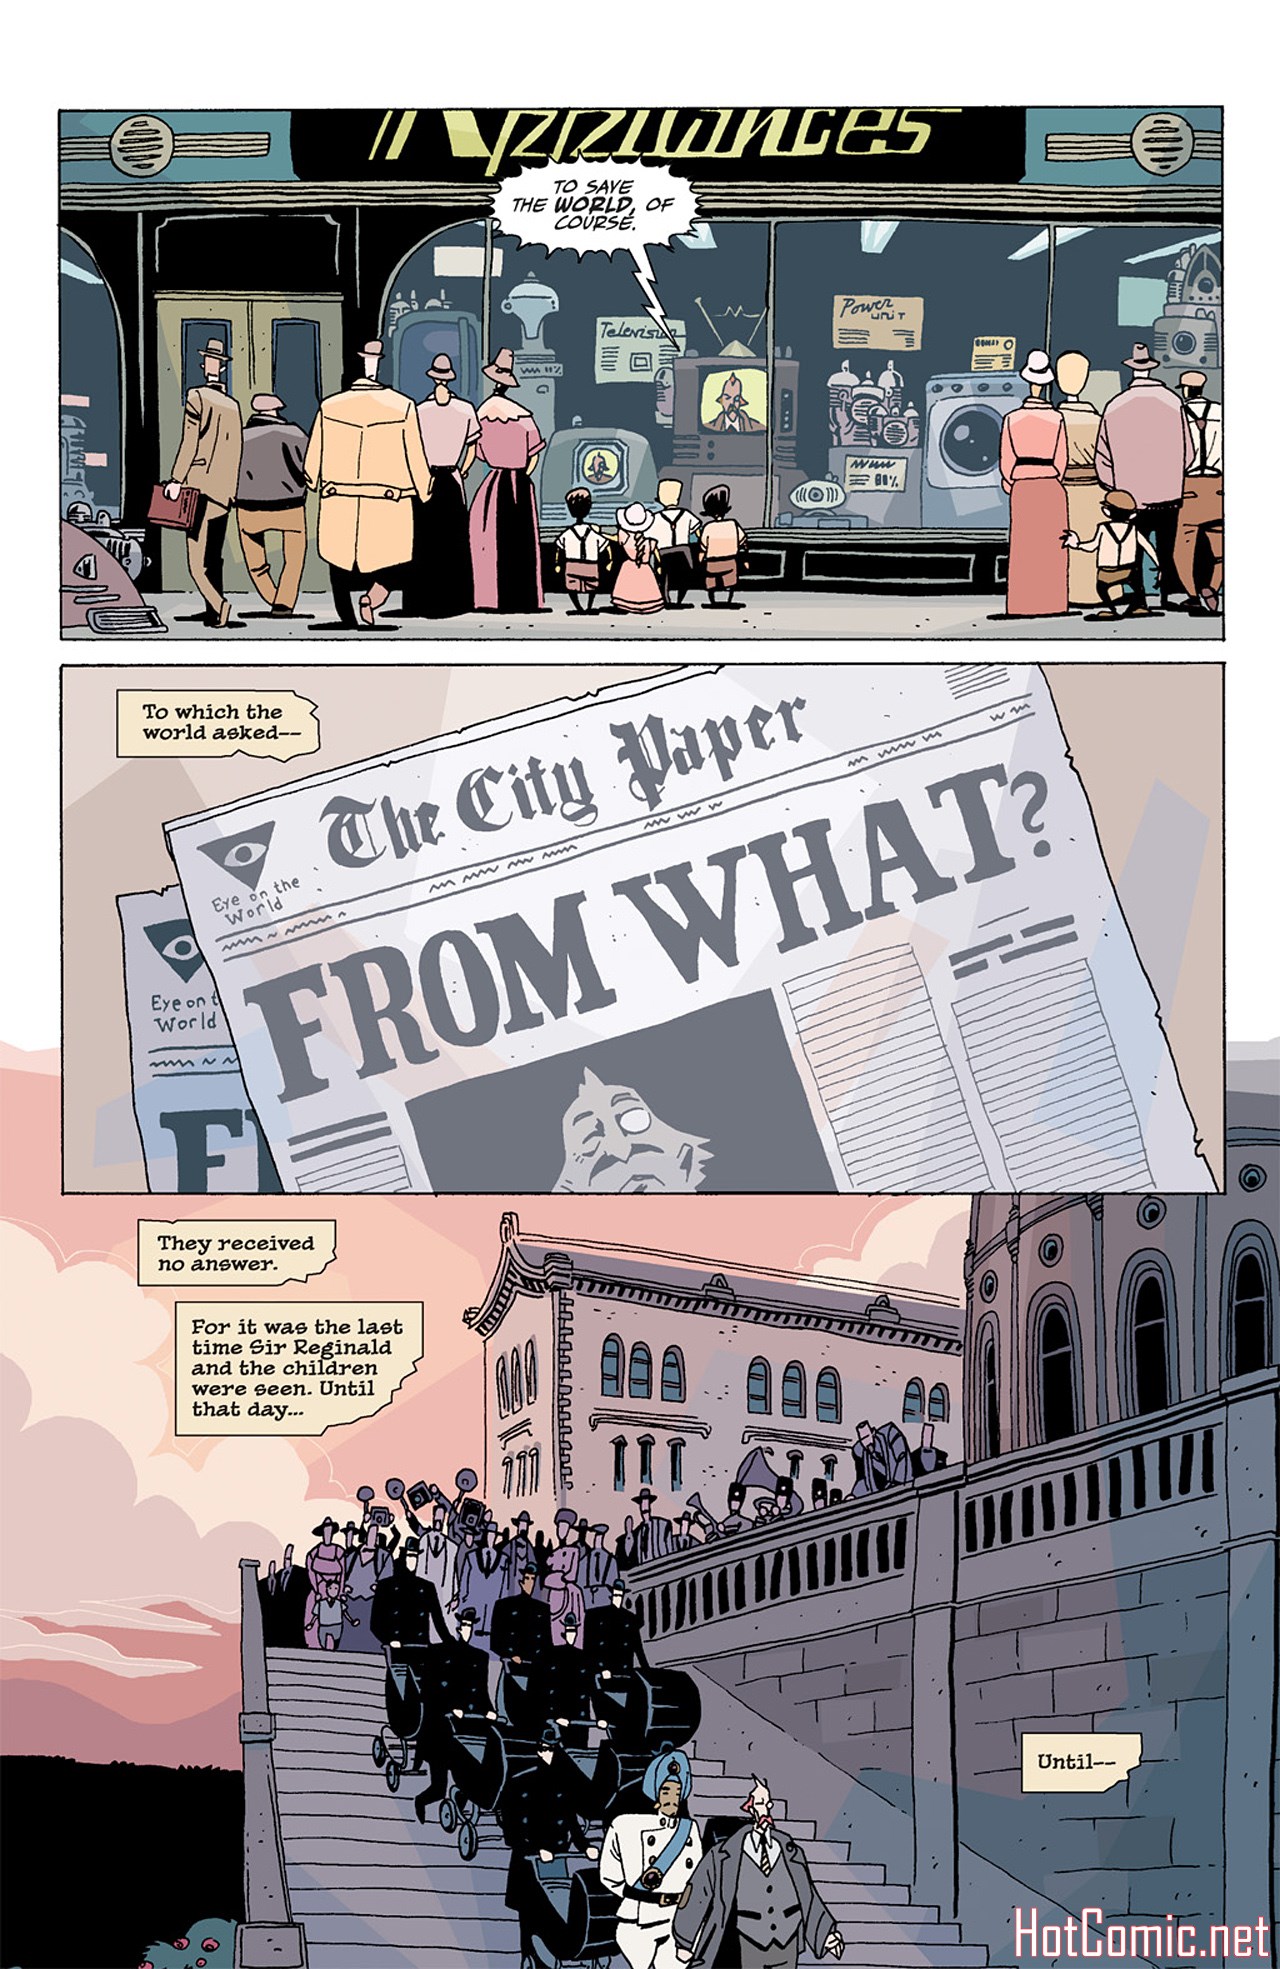 Appliances
TO SAVE
THE WORLD, OF
COURSE.
Television
Power
UNIT
To which the
world asked--
The City Paper
Eye on the
World
FROM WHAT?
Eye on t
World
They received
no answer.
For it was the last
time Sir Reginald
and the children
were seen. Until
that day...
Until--
HotComic.net